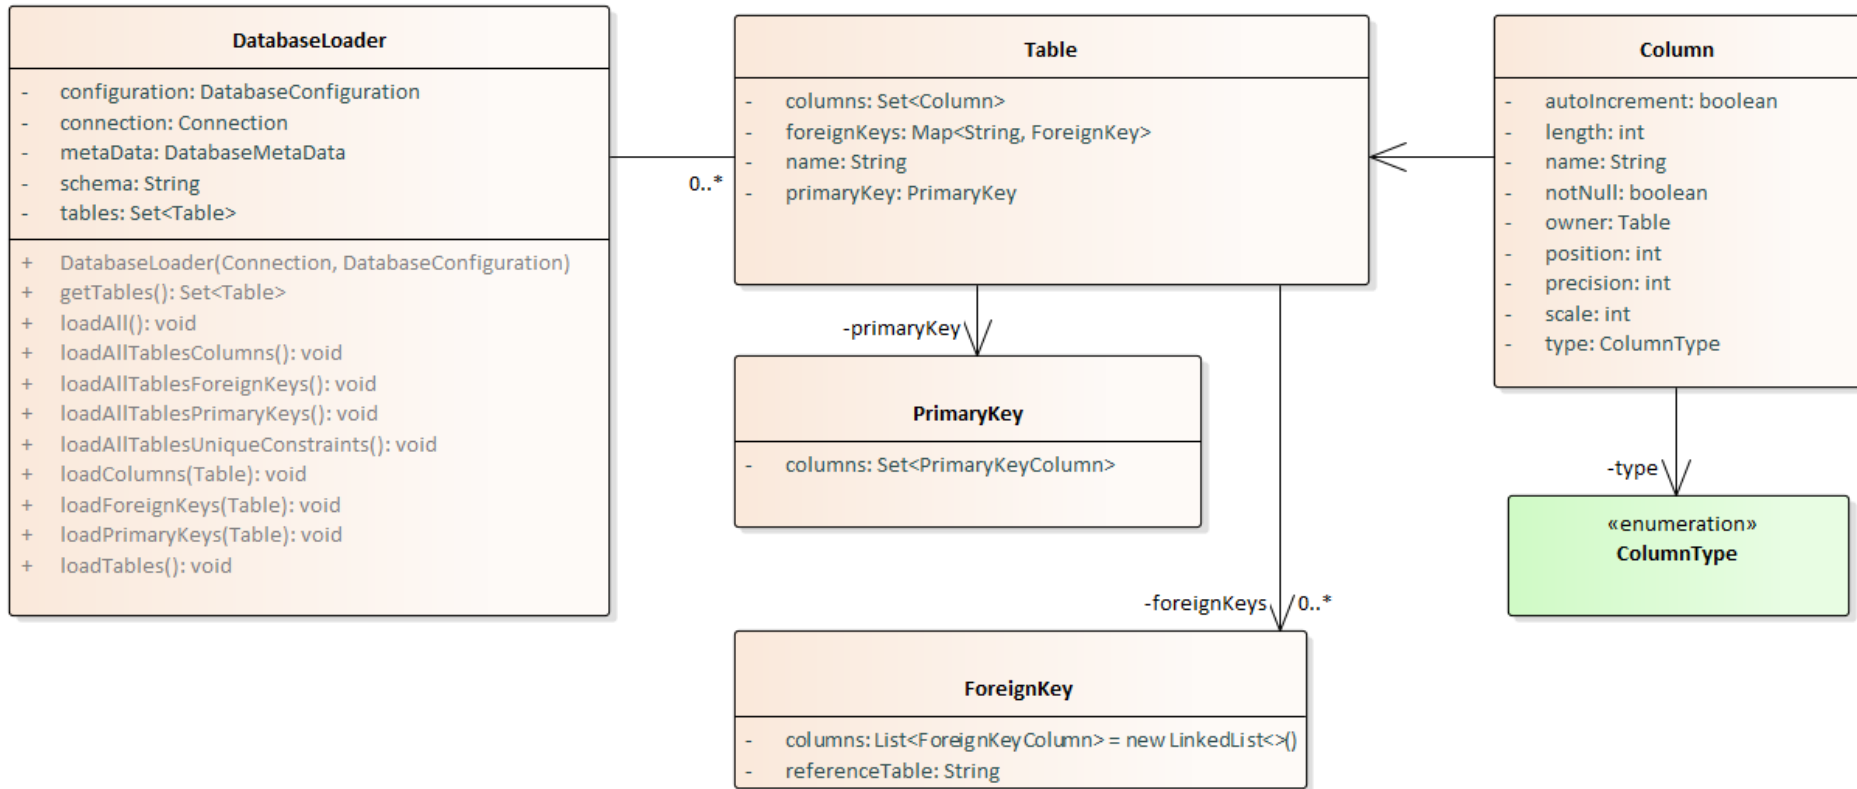 DatabaseLoader
- configuration: DatabaseConfiguration
- connection: Connection
- metaData: DatabaseMetaData
- schema: String
- tables: Set<Table>
+ DatabaseLoader(Connection, DatabaseConfiguration)
+ getTables(): Set<Table>
+ loadAll(): void
+ loadAllTablesColumns(): void
+ loadAllTablesForeignKeys(): void
+ loadAllTablesPrimaryKeys(): void
+ loadAllTablesUniqueConstraints(): void
+ loadColumns(Table): void
+ loadForeignKeys(Table): void
+ loadPrimaryKeys(Table): void
+ loadTables(): void
0..*
Table
- columns: Set<Column>
- foreignKeys: Map<String, ForeignKey>
- name: String
- primaryKey: PrimaryKey
-primaryKey
PrimaryKey
- columns: Set<PrimaryKeyColumn>
-foreignKeys 0..*
ForeignKey
- columns: List<ForeignKeyColumn> = new LinkedList<>()
- referenceTable: String
Column
- autoIncrement: boolean
- length: int
- name: String
- notNull: boolean
- owner: Table
- position: int
- precision: int
- scale: int
- type: ColumnType
-type
«enumeration»
ColumnType